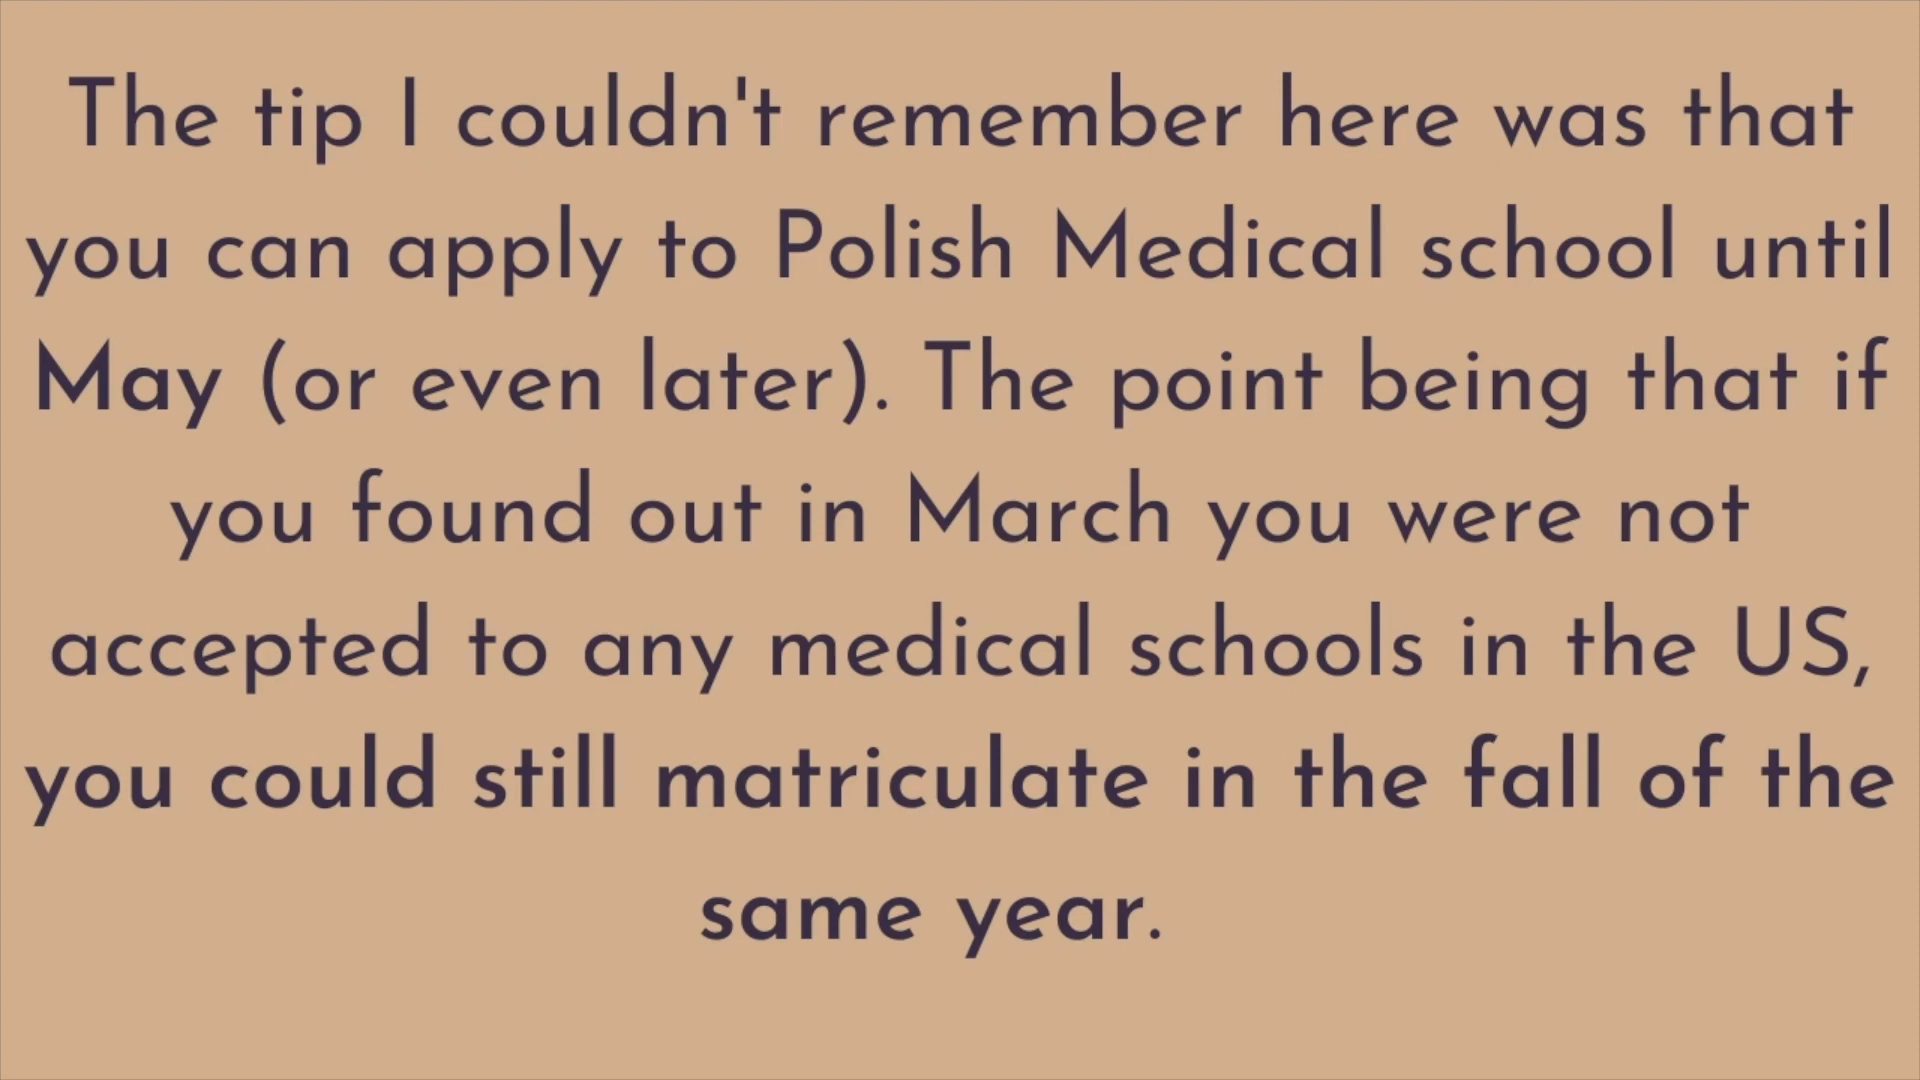 The tip I couldn't remember here was that
you can apply to Polish Medical school until
May (or even later). The point being that if
you found out in March you were not
accepted to any medical schools in the US,
you could still matriculate in the fall of the
same year.